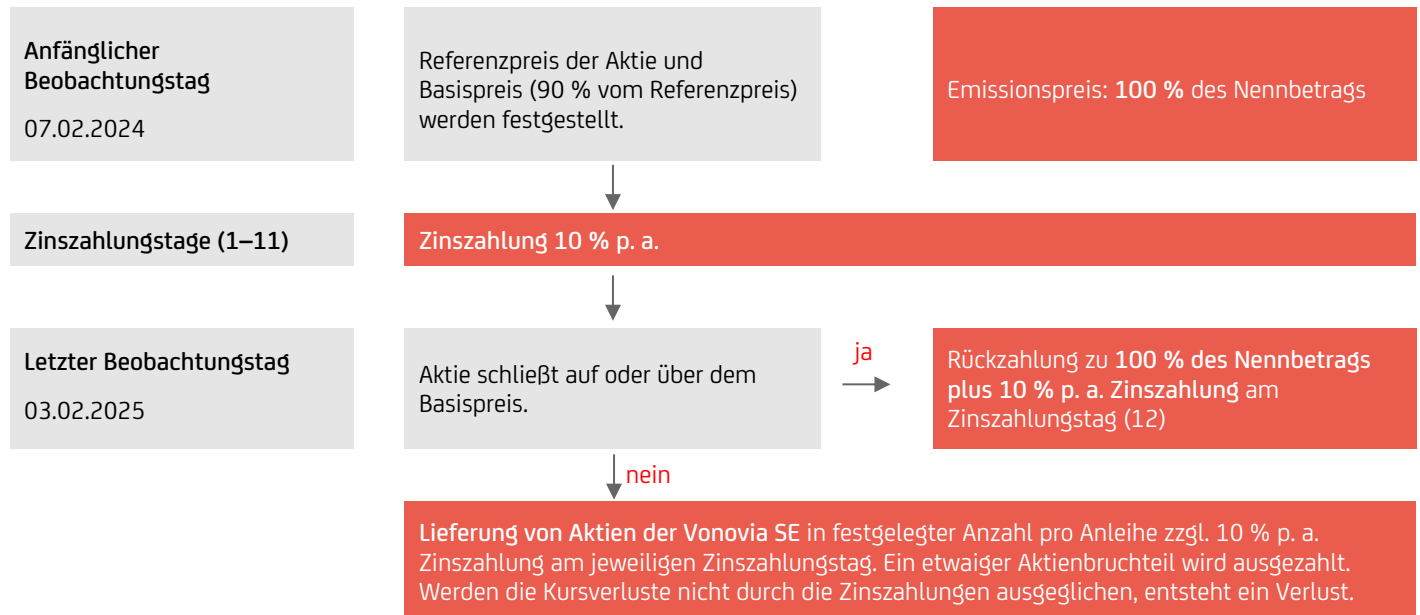 Anfänglicher
Beobachtungstag
07.02.2024
Referenzpreis der Aktie und
Basispreis (90 % vom Referenzpreis)
werden festgestellt.
Emissionspreis: 100 % des Nennbetrags
Zinszahlungstage (1–11)
Zinszahlung 10 % p. a.
Letzter Beobachtungstag
03.02.2025
Aktie schließt auf oder über dem
Basispreis.
ja
Rückzahlung zu 100 % des Nennbetrags
plus 10 % p. a. Zinszahlung am
Zinszahlungstag (12)
nein
Lieferung von Aktien der Vonovia SE in festgelegter Anzahl pro Anleihe zzgl. 10 % p. a.
Zinszahlung am jeweiligen Zinszahlungstag. Ein etwaiger Aktienbruchteil wird ausgezahlt.
Werden die Kursverluste nicht durch die Zinszahlungen ausgeglichen, entsteht ein Verlust.